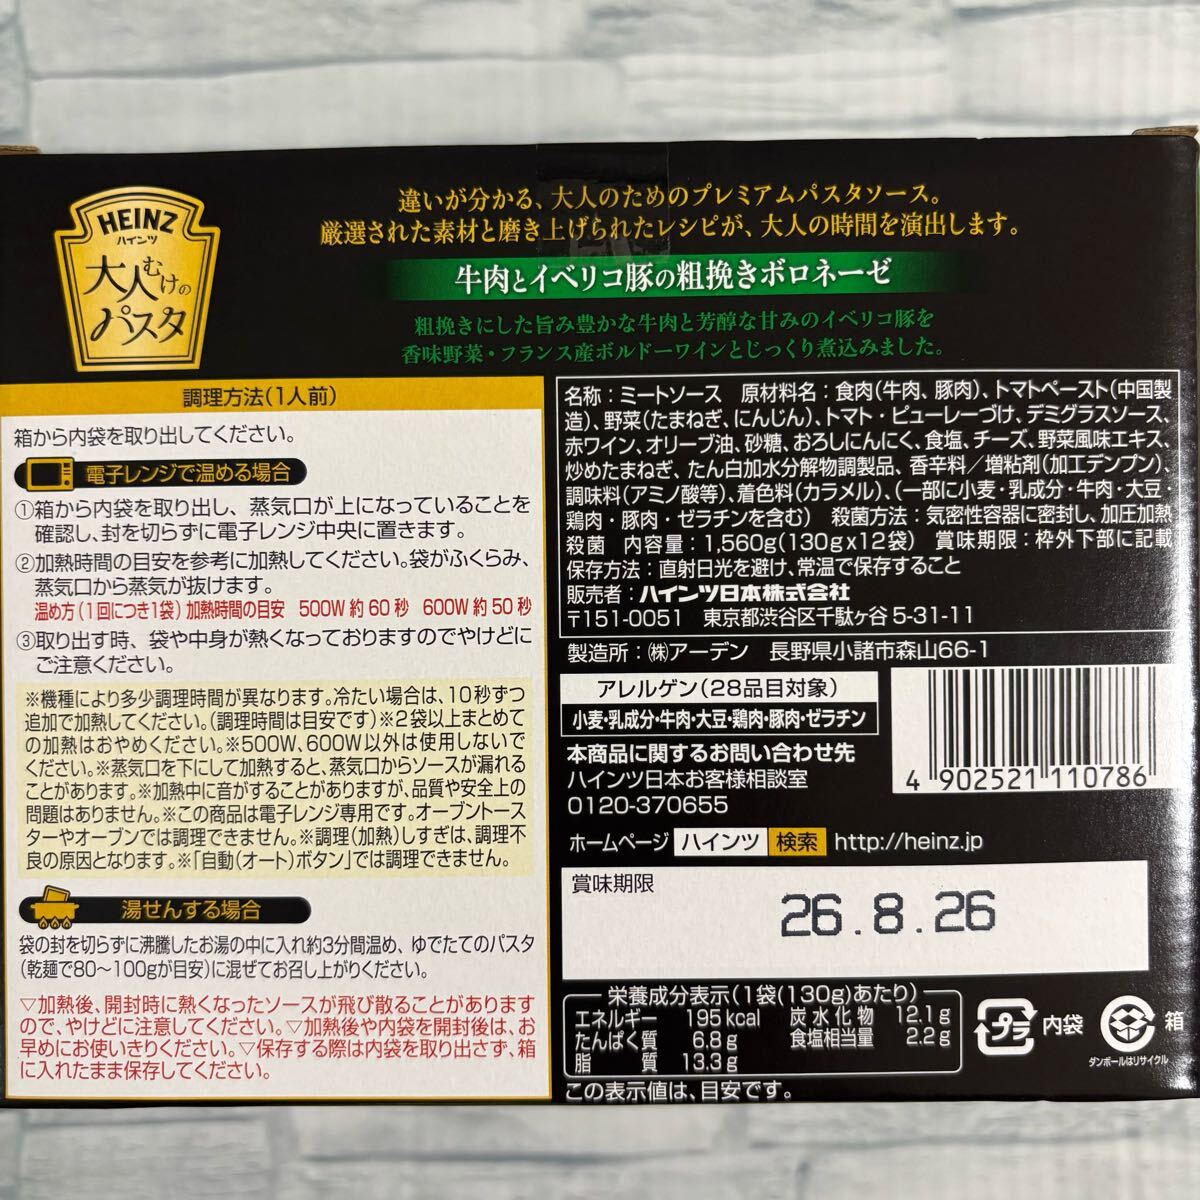 HEINZ
ハインツ
大人むけの
パスタ
違いが分かる、大人のためのプレミアムパスタソース。
厳選された素材と磨き上げられたレシピが、大人の時間を演出します。
牛肉とイベリコ豚の粗挽きボロネーゼ
粗挽きにした旨み豊かな牛肉と芳醇な甘みのイベリコ豚を
香味野菜・フランス産ボルドーワインとじっくり煮込みました。
調理方法(1人前)
箱から内袋を取り出してください。
電子レンジで温める場合
①箱から内袋を取り出し、蒸気口が上になっていることを
確認し、封を切らずに電子レンジ中央に置きます。
②加熱時間の目安を参考に加熱してください。袋がふくらみ、
蒸気口から蒸気が抜けます。
温め方(1回につき1袋) 加熱時間の目安 500W 約60秒 600W 約50秒
③取り出す時、袋や中身が熱くなっておりますのでやけどに
ご注意ください。
※機種により多少調理時間が異なります。冷たい場合は、10秒ずつ
追加で加熱してください。(調理時間は目安です)※2袋以上まとめて
の加熱はおやめください。※500W、600W以外は使用しないで
ください。※蒸気口を下にして加熱すると、蒸気口からソースが漏れる
ことがあります。※加熱中に音がすることがありますが、品質や安全上の
問題はありません。※この商品は電子レンジ専用です。オーブントース
ターやオーブンでは調理できません。※調理(加熱)しすぎは、調理不
良の原因となります。※「自動(オート)ボタン」では調理できません。
湯せんする場合
袋の封を切らずに沸騰したお湯の中に入れ約3分間温め、ゆでたてのパスタ
(乾麺で80〜100gが目安)に混ぜてお召し上がりください。
▽加熱後、開封時に熱くなったソースが飛び散ることがあります
ので、やけどに注意してください。▽加熱後や内袋を開封後は、お
早めにお使いきりください。▽保存する際は内袋を取り出さず、箱
に入れたまま保存してください。
名称：ミートソース 原材料名：食肉(牛肉、豚肉)、トマトペースト(中国製
造)、野菜(たまねぎ、にんじん)、トマト・ピューレーづけ、デミグラスソース、
赤ワイン、オリーブ油、砂糖、おろしにんにく、食塩、チーズ、野菜風味エキス、
炒めたまねぎ、たん白加水分解物調製品、香辛料／増粘剤(加工デンプン)、
調味料(アミノ酸等)、着色料(カラメル)、(一部に小麦・乳成分・牛肉・大豆・
鶏肉・豚肉・ゼラチンを含む) 殺菌方法：気密性容器に密封し、加圧加熱
殺菌 内容量：1,560g(130g×12袋) 賞味期限：枠外下部に記載
保存方法：直射日光を避け、常温で保存すること
販売者：ハインツ日本株式会社
〒151-0051 東京都渋谷区千駄ヶ谷5-31-11
製造所：㈱アーデン 長野県小諸市森山66-1
アレルゲン(28品目対象)
小麦・乳成分・牛肉・大豆・鶏肉・豚肉・ゼラチン
本商品に関するお問い合わせ先
ハインツ日本お客様相談室
0120-370655
4 902521 110786
ホームページ ハインツ 検索 http://heinz.jp
賞味期限
26.8.26
栄養成分表示(1袋(130g)あたり)
エネルギー 195kcal 炭水化物 12.1g
たんぱく質 6.8g 食塩相当量 2.2g
脂質 13.3g
この表示値は、目安です。
プラ 内袋
箱
ダンボールはリサイクル